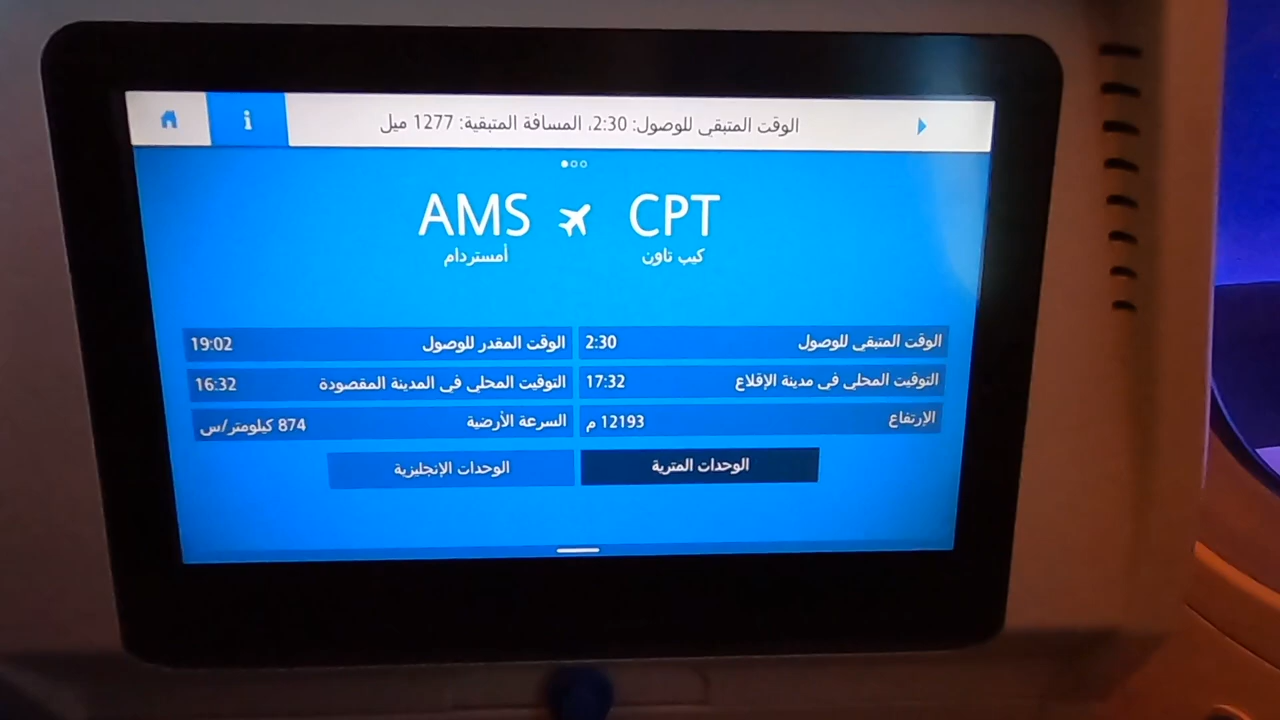 الوقت المتبقي للوصول: 2:30، المسافة المتبقية: 1277 ميل
AMS CPT
أمستردام كيب تاون
الوقت المتبقي للوصول 2:30
الوقت المقدر للوصول 19:02
التوقيت المحلي في مدينة الإقلاع 17:32
التوقيت المحلي في المدينة المقصودة 16:32
الإرتفاع 12193 م
السرعة الأرضية 874 كيلومتر/س
الوحدات المترية
الوحدات الإنجليزية